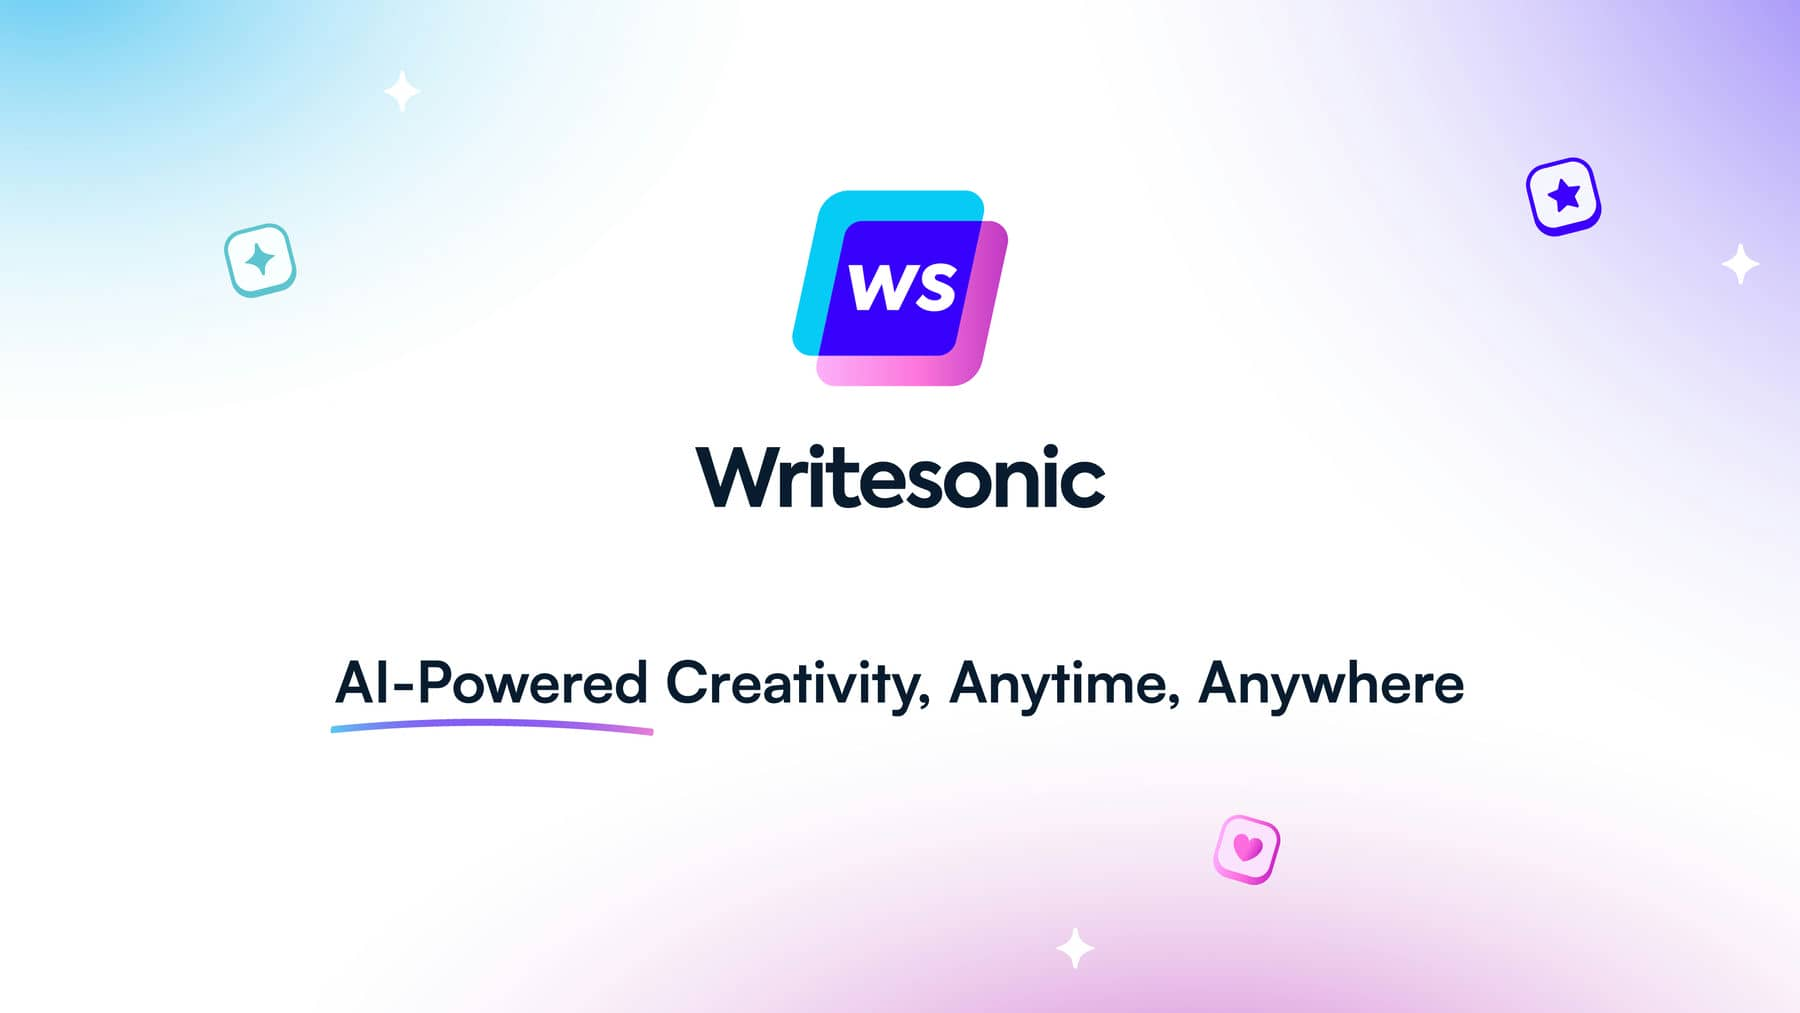 WS
Writesonic
AI-Powered Creativity, Anytime, Anywhere